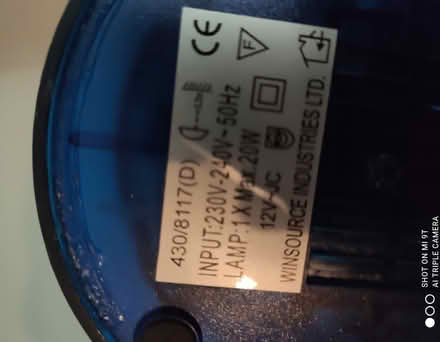 430/8117(D)
INPUT:230V-240V~50Hz
LAMP:1 X Max.20W
12V
WINSOURCE INDUSTRIES LTD.
CE
F
SHOT ON MI 9T
AI TRIPLE CAMERA